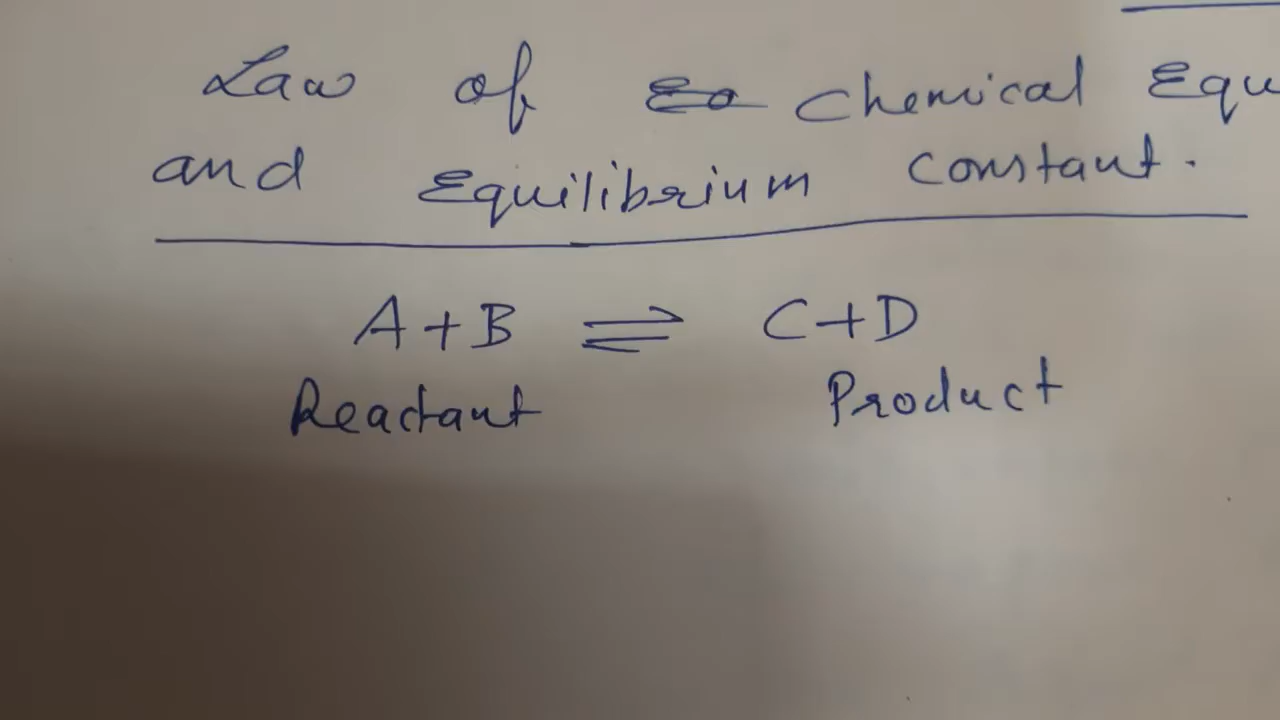 Law of Chemical Equ
and Equilibrium constant.
A+B ⇌ C+D
Reactant Product